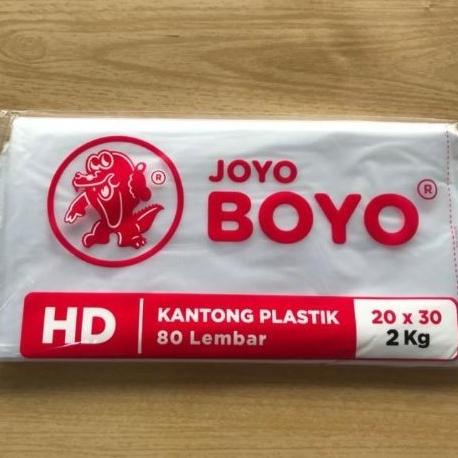 JOYO
BOYO ®
®
HD
KANTONG PLASTIK
80 Lembar
20 x 30
2 Kg